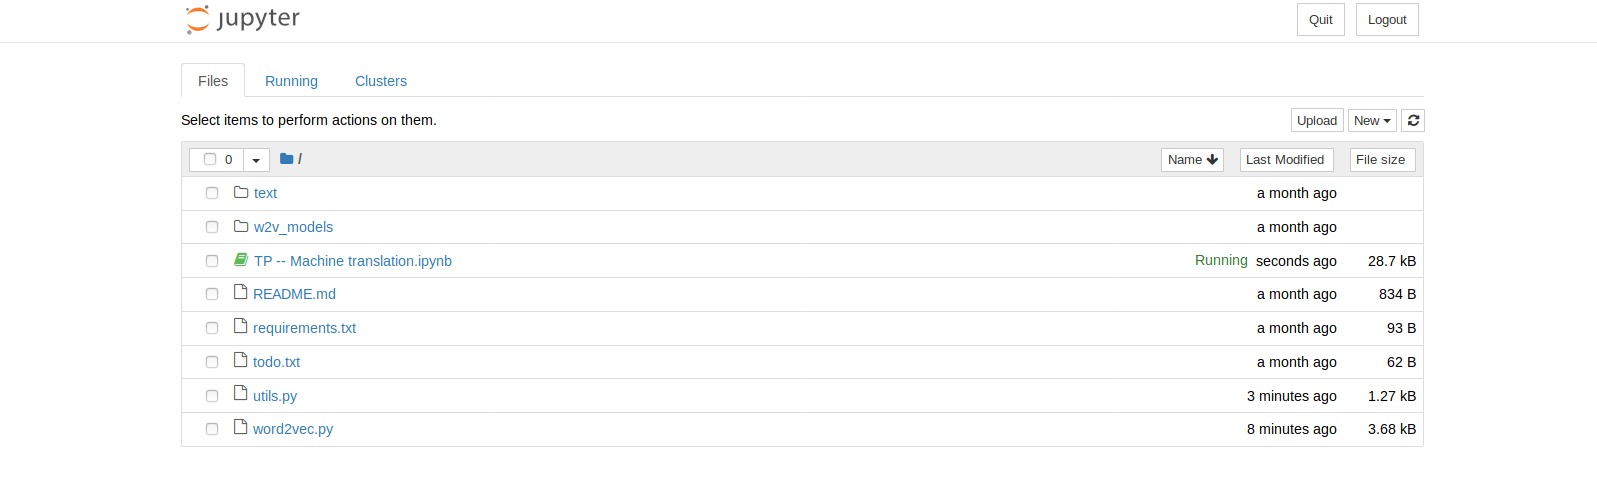 jupyter Quit Logout
Files Running Clusters
Select items to perform actions on them. Upload New
0 / Name Last Modified File size
text a month ago
w2v_models a month ago
TP -- Machine translation.ipynb Running seconds ago 28.7 kB
README.md a month ago 834 B
requirements.txt a month ago 93 B
todo.txt a month ago 62 B
utils.py 3 minutes ago 1.27 kB
word2vec.py 8 minutes ago 3.68 kB